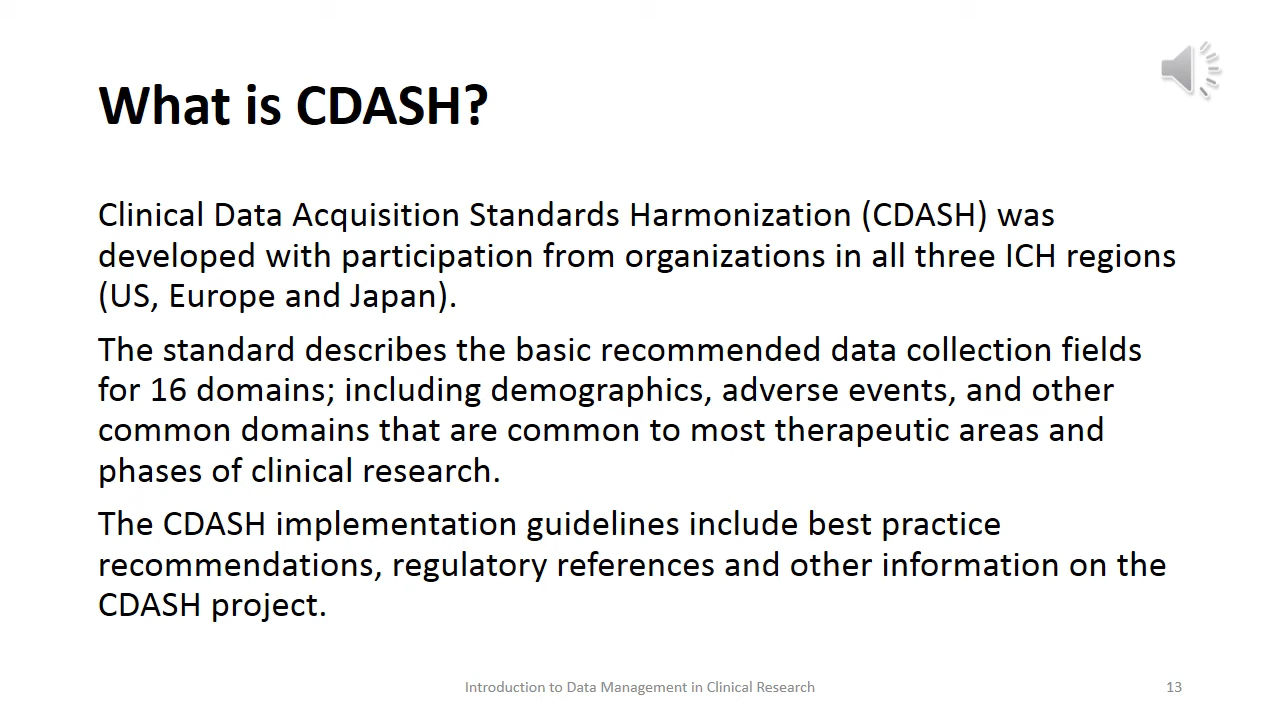 What is CDASH?
Clinical Data Acquisition Standards Harmonization (CDASH) was
developed with participation from organizations in all three ICH regions
(US, Europe and Japan).
The standard describes the basic recommended data collection fields
for 16 domains; including demographics, adverse events, and other
common domains that are common to most therapeutic areas and
phases of clinical research.
The CDASH implementation guidelines include best practice
recommendations, regulatory references and other information on the
CDASH project.
Introduction to Data Management in Clinical Research
13